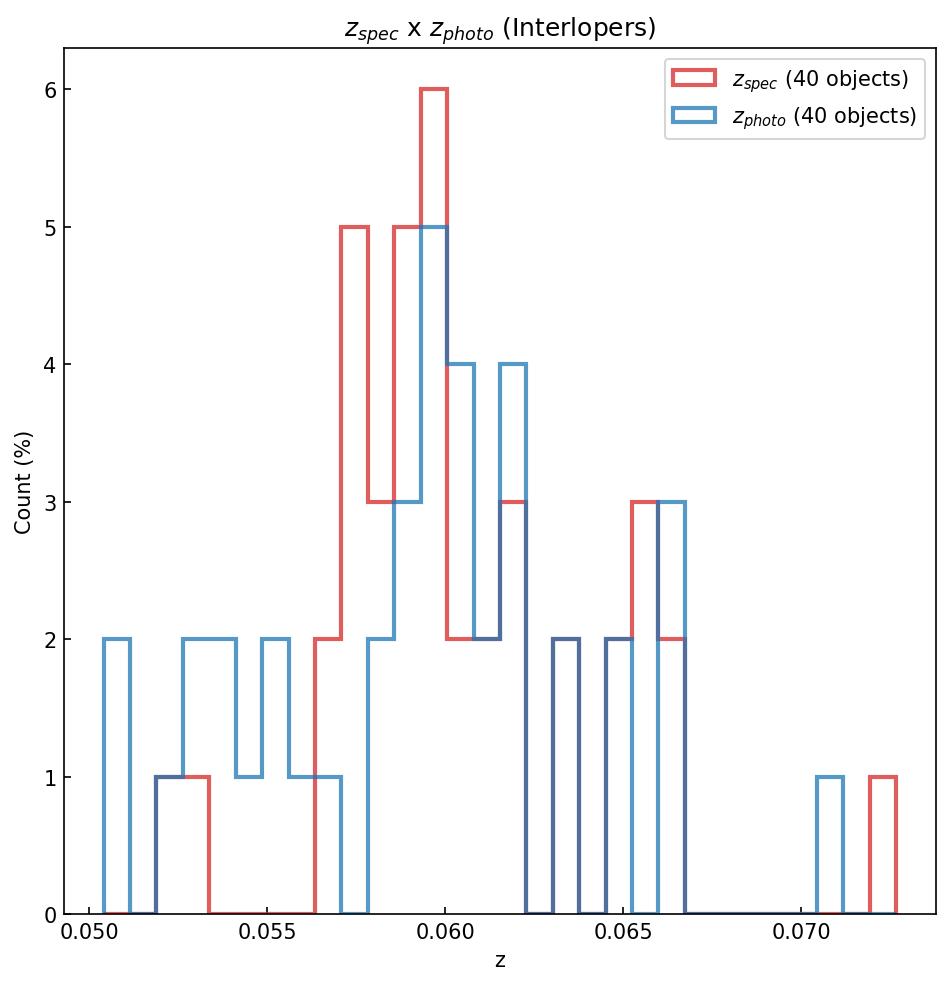 z_spec x z_photo (Interlopers)
z_spec (40 objects)
z_photo (40 objects)
Count (%)
6
5
4
3
2
1
0
0.050 0.055 0.060 0.065 0.070
z